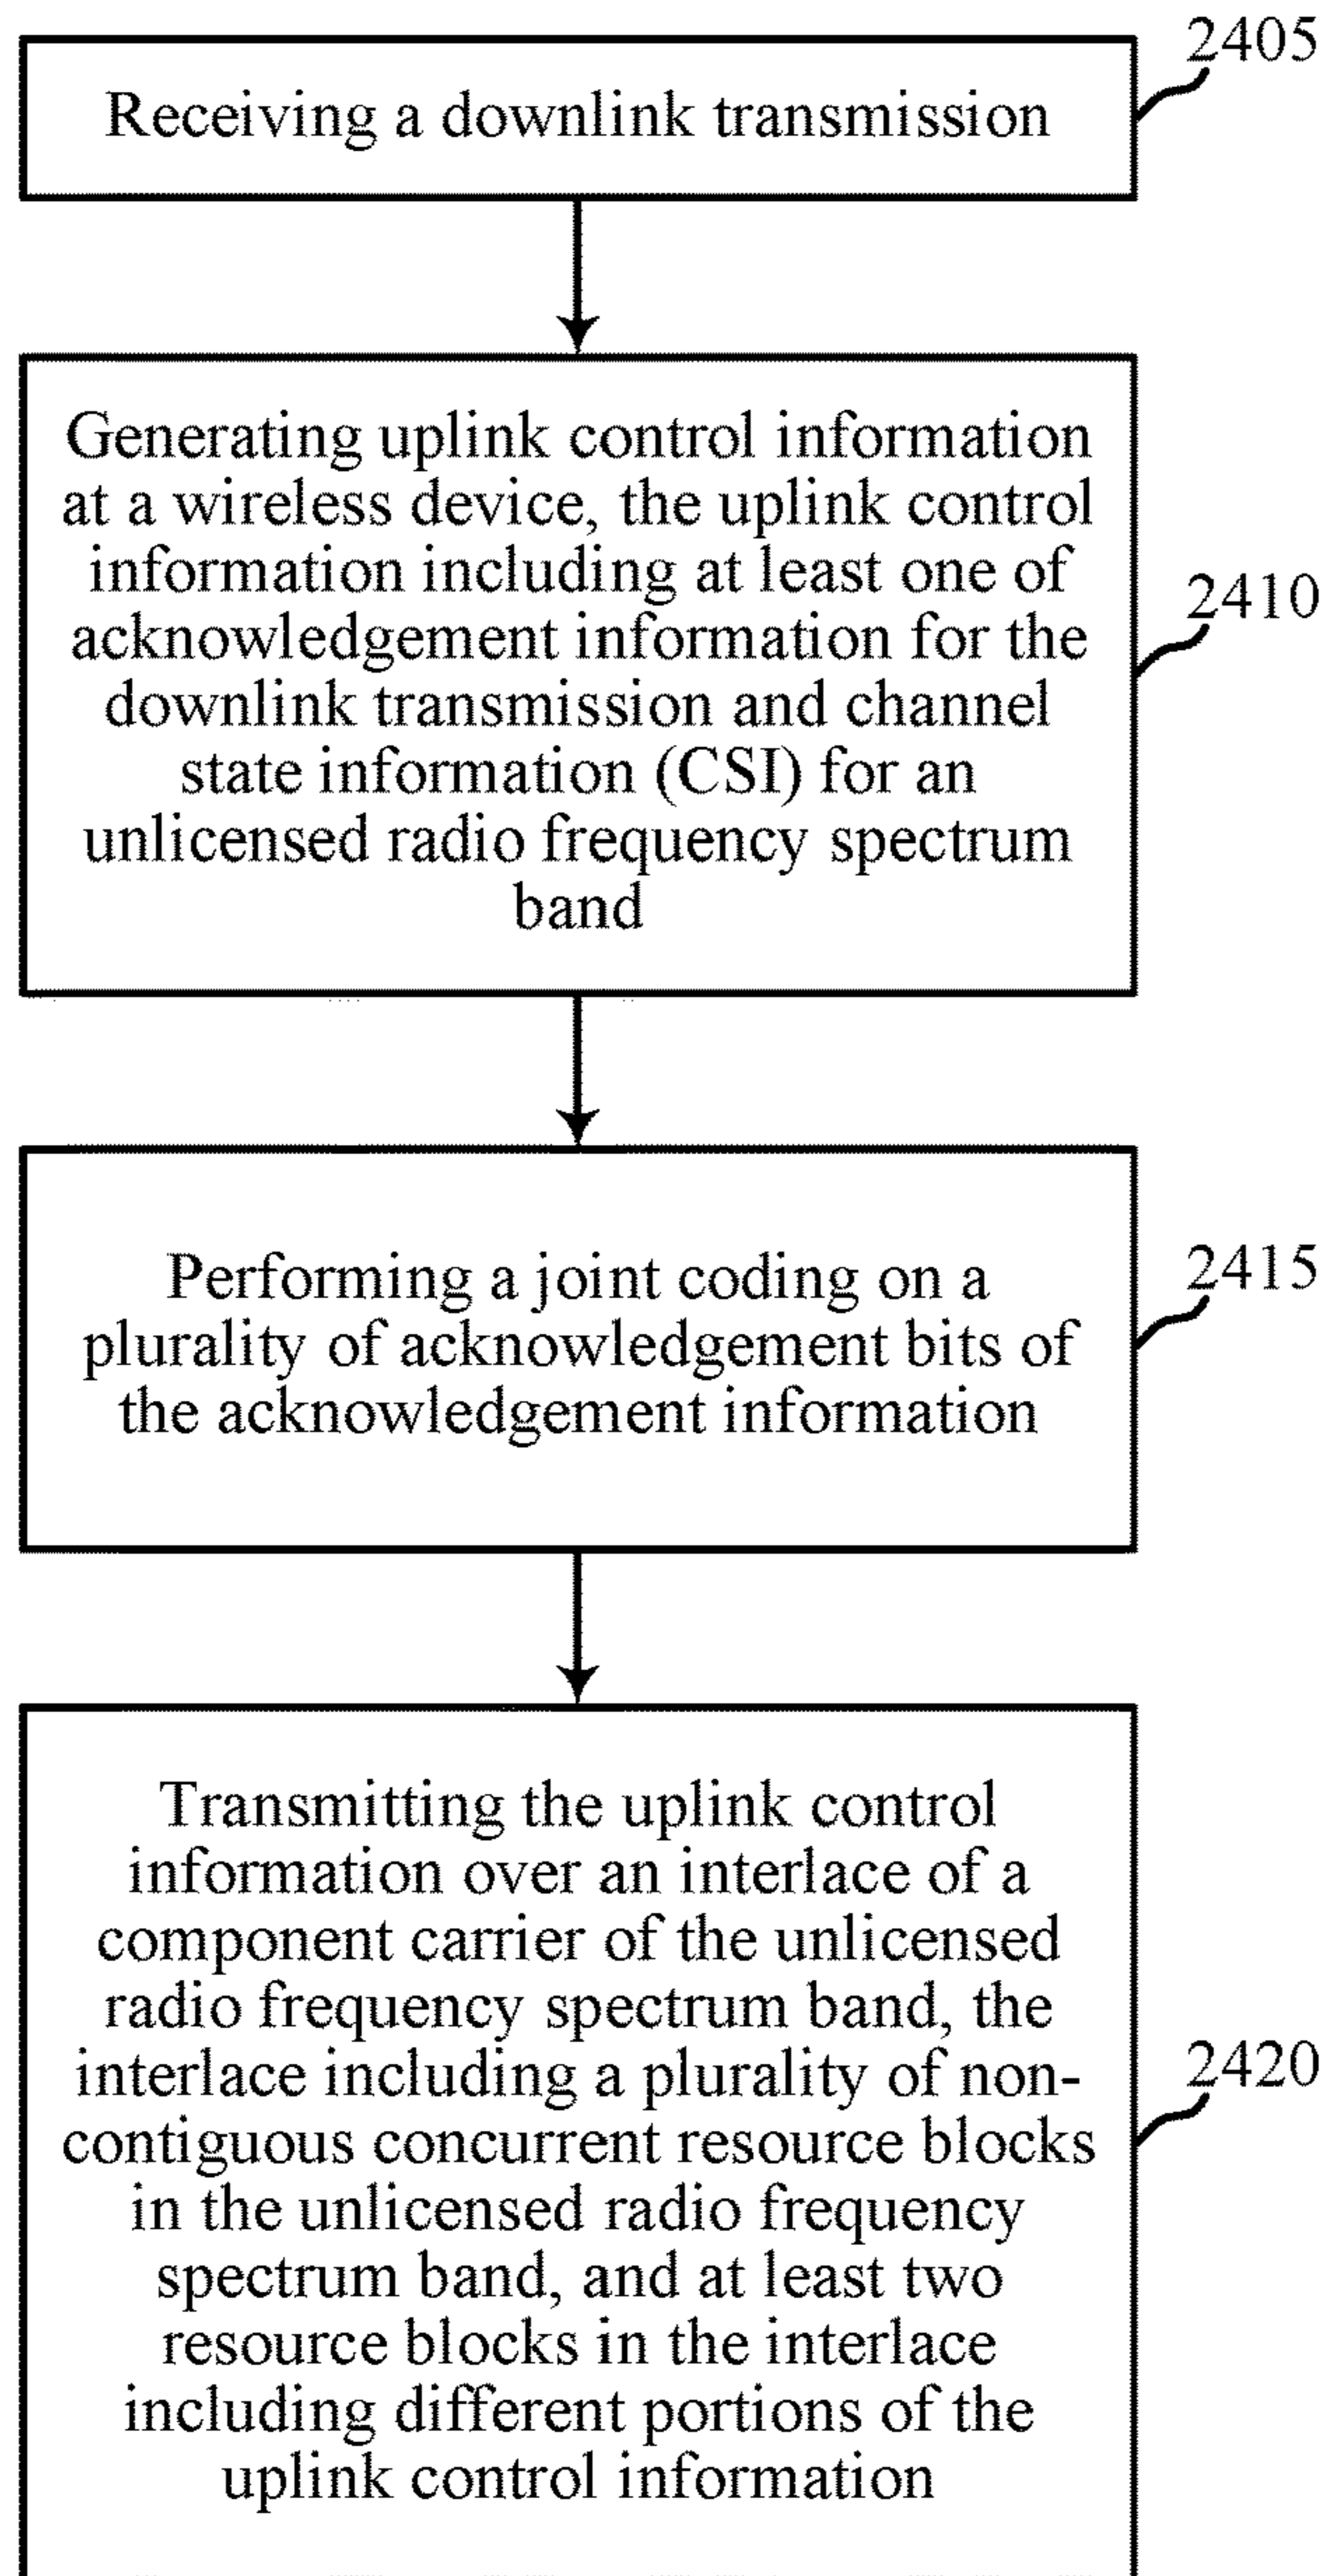 2405
Receiving a downlink transmission
Generating uplink control information
at a wireless device, the uplink control
information including at least one of
acknowledgement information for the
2410
downlink transmission and channel
state information (CSI) for an
unlicensed radio frequency spectrum
band
2415
Performing a joint coding on a
plurality of acknowledgement bits of
the acknowledgement information
Transmitting the uplink control
information over an interlace of a
component carrier of the unlicensed
radio frequency spectrum band, the
2420
interlace including a plurality of non-
contiguous concurrent resource blocks
in the unlicensed radio frequency
spectrum band, and at least two
resource blocks in the interlace
including different portions of the
uplink control information